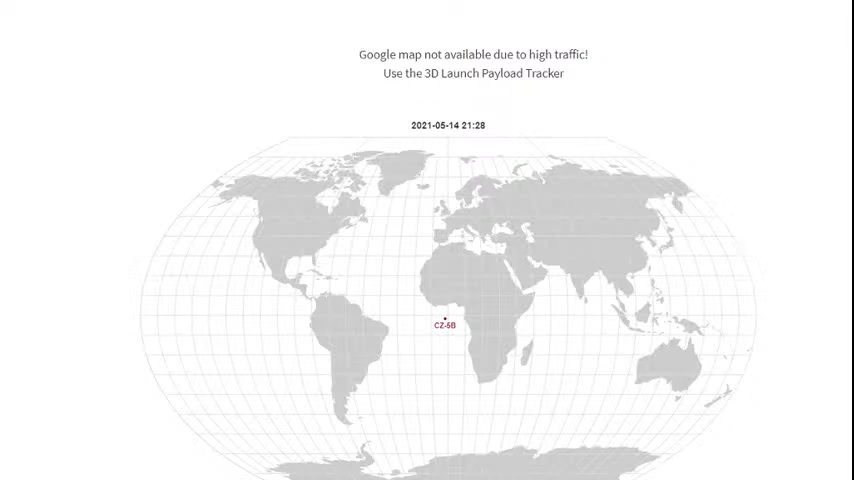 Google map not available due to high traffic!
Use the 3D Launch Payload Tracker
2021-05-14 21:28
CZ-5B